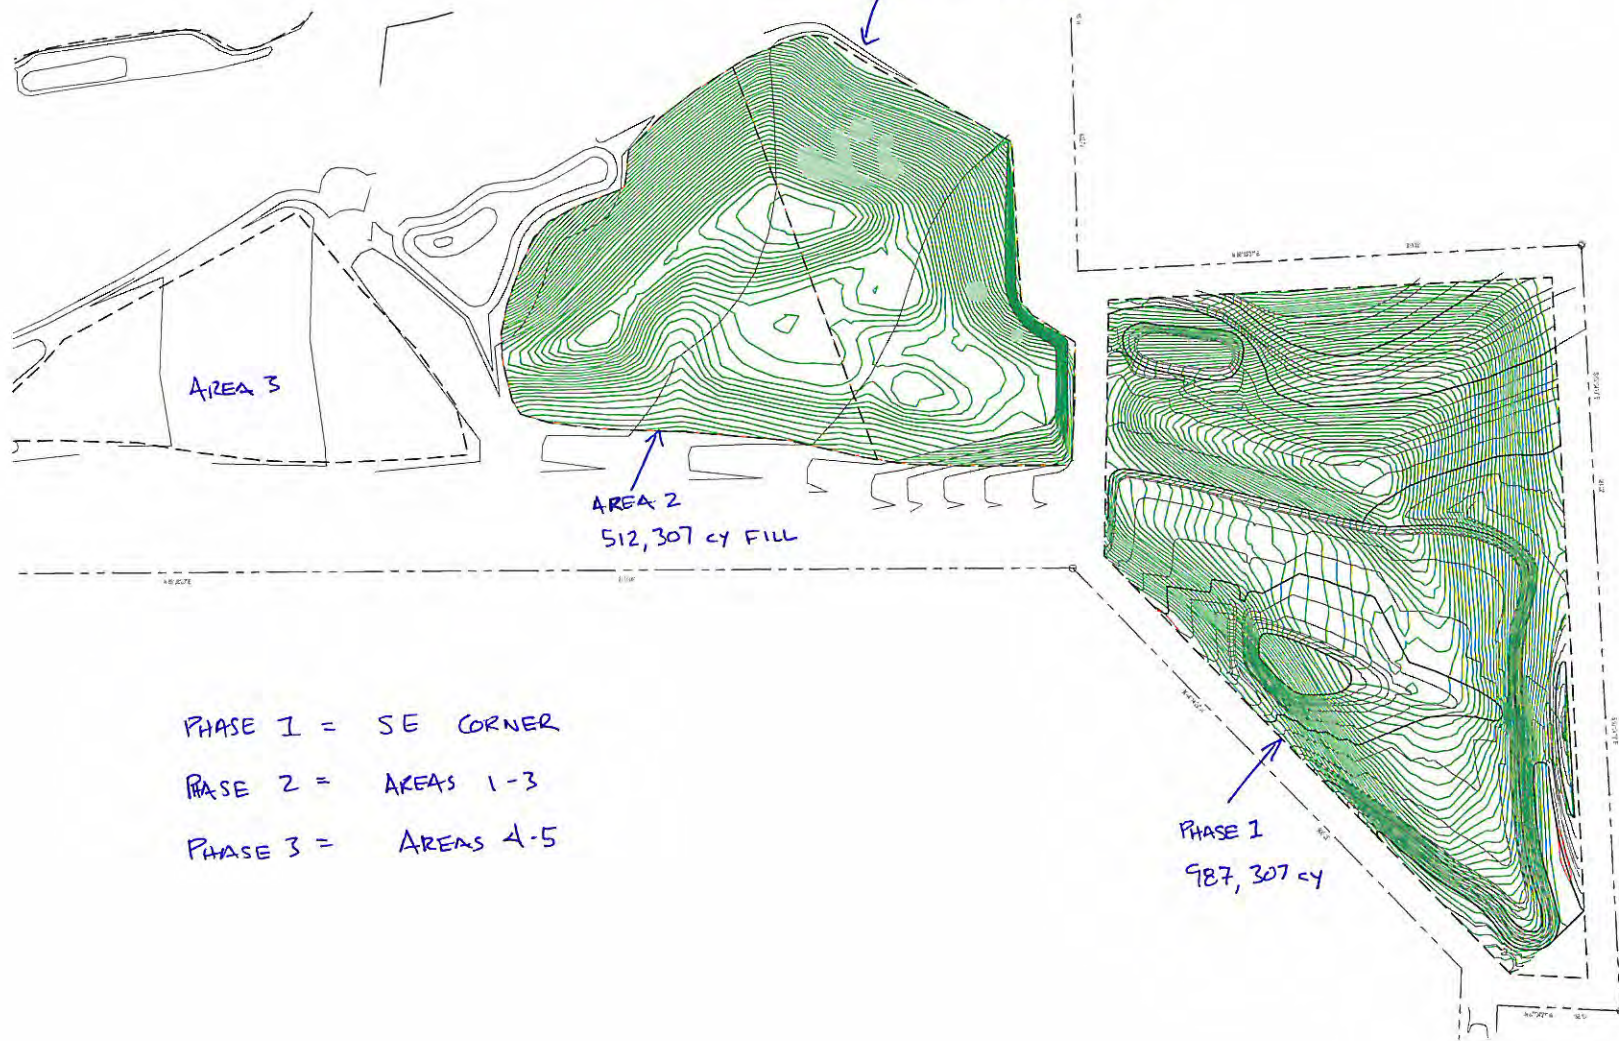 AREA 3
AREA 2
512,307 cy FILL
PHASE 1 = SE CORNER
PHASE 2 = AREAS 1-3
PHASE 3 = AREAS 4-5
PHASE 1
987,307 cy